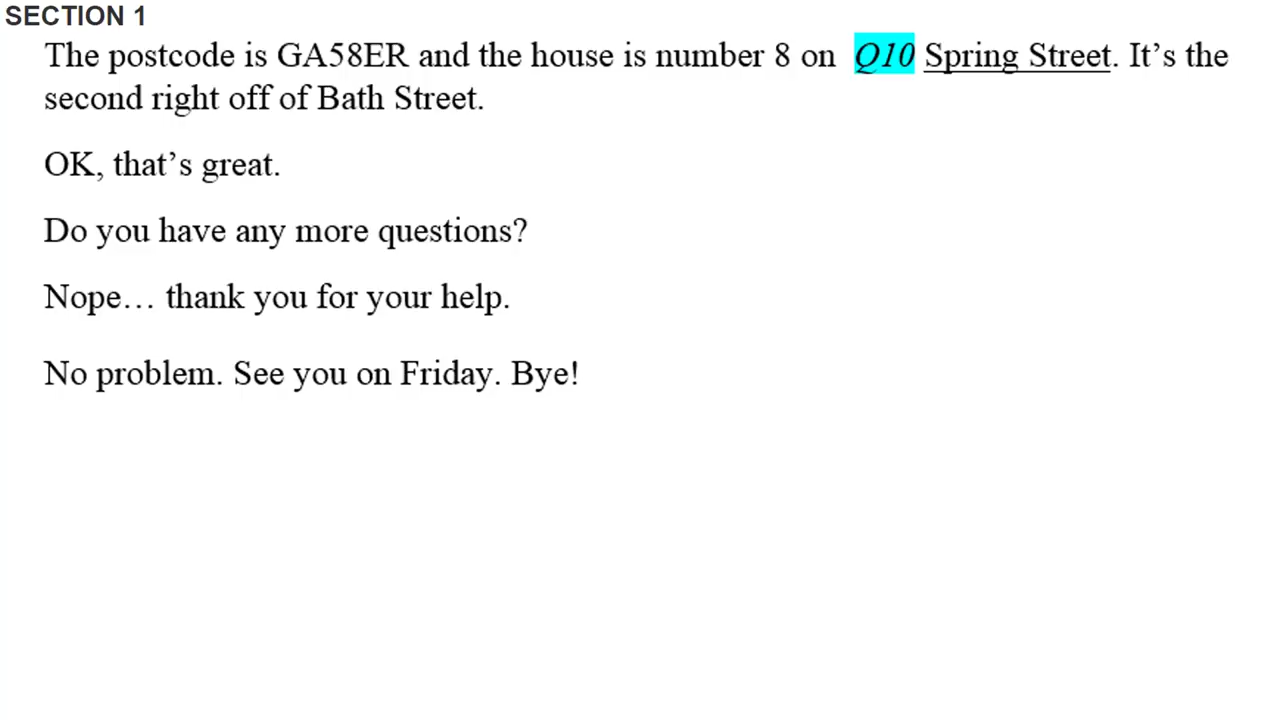 SECTION 1
The postcode is GA58ER and the house is number 8 on Q10 Spring Street. It’s the
second right off of Bath Street.
OK, that’s great.
Do you have any more questions?
Nope… thank you for your help.
No problem. See you on Friday. Bye!